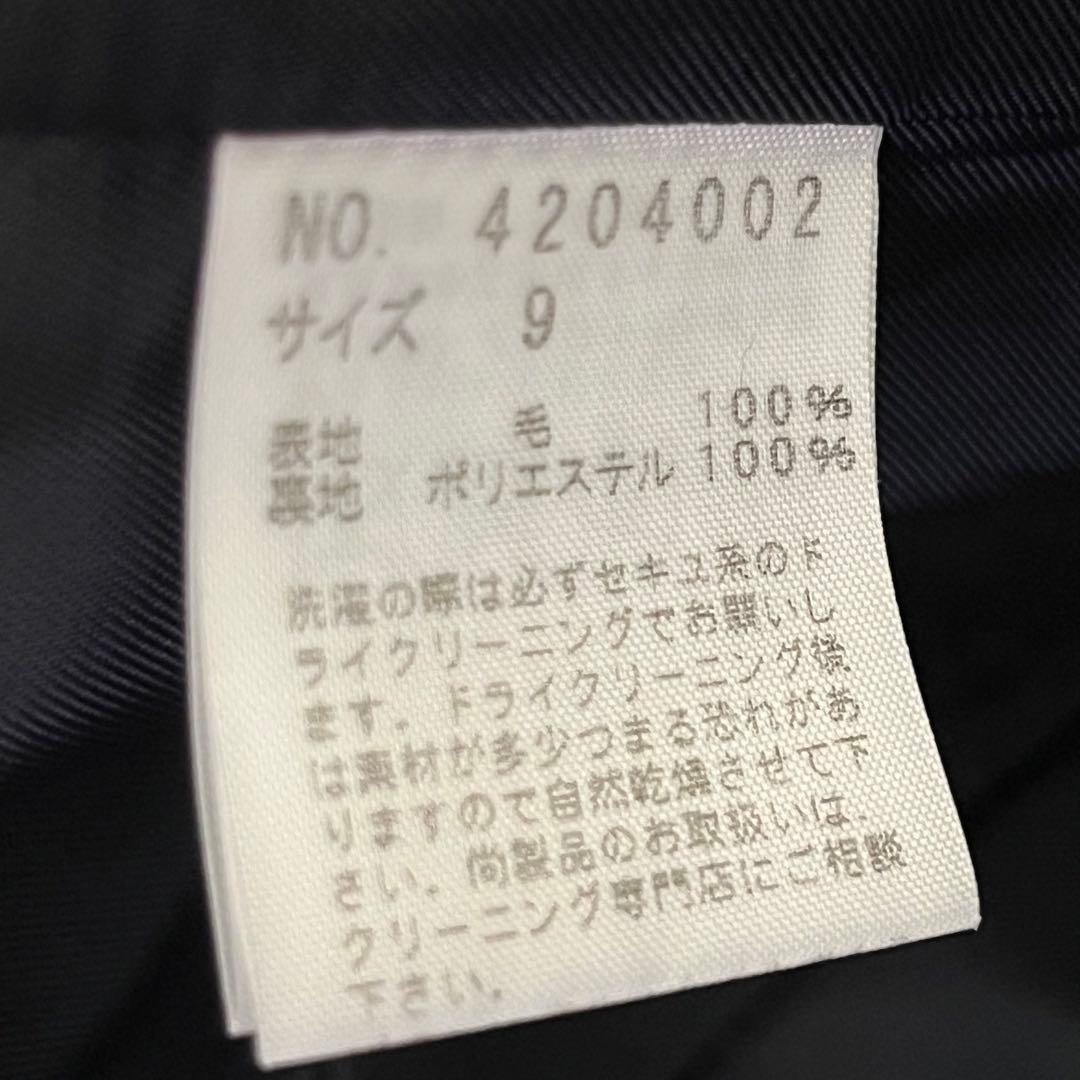 NO. 4204002
サイズ 9
表地 毛 100%
裏地 ポリエステル 100%
洗濯の際は必ずセキユ系のド
ライクリーニングでお願いし
ます。ドライクリーニング後
は素材が多少つまる恐れがあ
りますので自然乾燥させて下
さい。尚製品のお取扱いは、
クリーニング専門店にご相談
下さい。